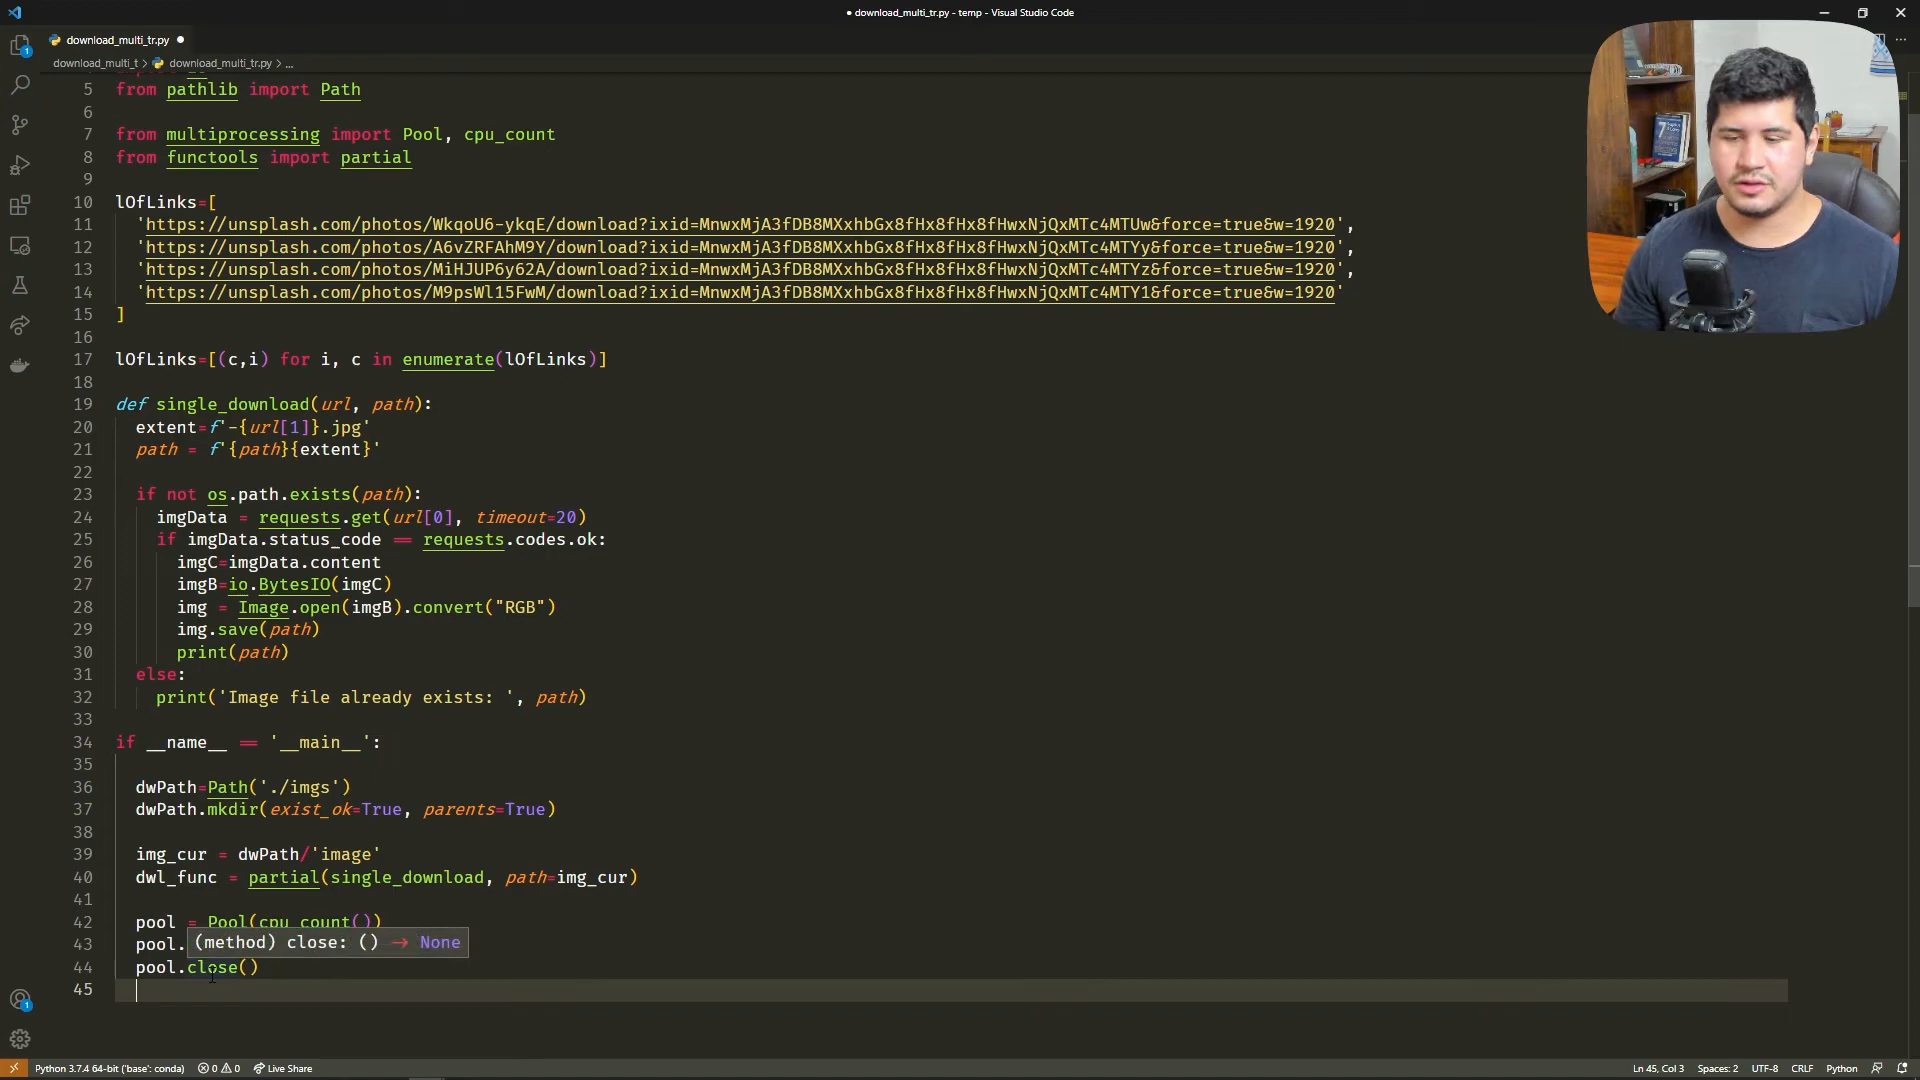 ● download_multi_tr.py - temp - Visual Studio Code
download_multi_tr.py ●
download_multi_t > download_multi_tr.py > ...
5 from pathlib import Path
6
7 from multiprocessing import Pool, cpu_count
8 from functools import partial
9
10 lOfLinks=[
11 'https://unsplash.com/photos/WkqoU6-ykqE/download?ixid=MnwxMjA3fDB8MXxhbGx8fHx8fHx8fHwxNjQxMTc4MTUw&force=true&w=1920',
12 'https://unsplash.com/photos/A6vZRFAhM9Y/download?ixid=MnwxMjA3fDB8MXxhbGx8fHx8fHx8fHwxNjQxMTc4MTYy&force=true&w=1920',
13 'https://unsplash.com/photos/MiHJUP6y62A/download?ixid=MnwxMjA3fDB8MXxhbGx8fHx8fHx8fHwxNjQxMTc4MTYz&force=true&w=1920',
14 'https://unsplash.com/photos/M9psWl15FwM/download?ixid=MnwxMjA3fDB8MXxhbGx8fHx8fHx8fHwxNjQxMTc4MTY1&force=true&w=1920'
15 ]
16
17 lOfLinks=[(c,i) for i, c in enumerate(lOfLinks)]
18
19 def single_download(url, path):
20 extent=f'-{url[1]}.jpg'
21 path = f'{path}{extent}'
22
23 if not os.path.exists(path):
24 imgData = requests.get(url[0], timeout=20)
25 if imgData.status_code == requests.codes.ok:
26 imgC=imgData.content
27 imgB=io.BytesIO(imgC)
28 img = Image.open(imgB).convert("RGB")
29 img.save(path)
30 print(path)
31 else:
32 print('Image file already exists: ', path)
33
34 if __name__ == '__main__':
35
36 dwPath=Path('./imgs')
37 dwPath.mkdir(exist_ok=True, parents=True)
38
39 img_cur = dwPath/'image'
40 dwl_func = partial(single_download, path=img_cur)
41
42 pool = Pool(cpu_count())
43 pool.
(method) close: () → None
44 pool.close()
45
Python 3.7.4 64-bit ('base': conda) 0 0 Live Share Ln 45, Col 3 Spaces: 2 UTF-8 CRLF Python